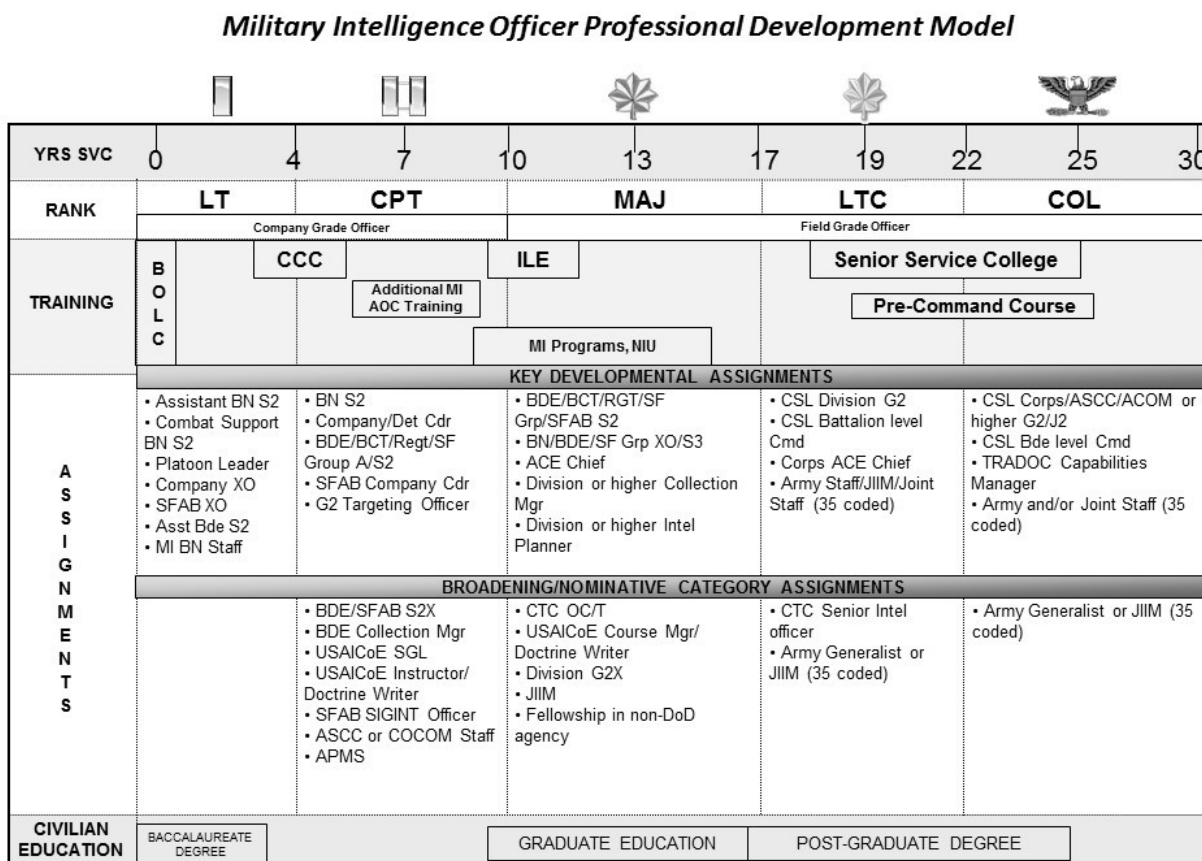 Military Intelligence Officer Professional Development Model
YRS SVC 0 4 7 10 13 17 19 22 25 30
RANK LT CPT MAJ LTC COL
Company Grade Officer Field Grade Officer
TRAINING
B
O
L
C
CCC
ILE
Senior Service College
Additional MI
AOC Training
Pre-Command Course
MI Programs, NIU
A
S
S
I
G
N
M
E
N
T
S
KEY DEVELOPMENTAL ASSIGNMENTS
• Assistant BN S2
• Combat Support
BN S2
• Platoon Leader
• Company XO
• SFAB XO
• Asst Bde S2
• MI BN Staff
• BN S2
• Company/Det Cdr
• BDE/BCT/Regt/SF
Group A/S2
• SFAB Company Cdr
• G2 Targeting Officer
• BDE/BCT/RGT/SF
Grp/SFAB S2
• BN/BDE/SF Grp XO/S3
• ACE Chief
• Division or higher Collection
Mgr
• Division or higher Intel
Planner
• CSL Division G2
• CSL Battalion level
Cmd
• Corps ACE Chief
• Army Staff/JIIM/Joint
Staff (35 coded)
• CSL Corps/ASCC/ACOM or
higher G2/J2
• CSL Bde level Cmd
• TRADOC Capabilities
Manager
• Army and/or Joint Staff (35
coded)
BROADENING/NOMINATIVE CATEGORY ASSIGNMENTS
• BDE/SFAB S2X
• BDE Collection Mgr
• USAICoE SGL
• USAICoE Instructor/
Doctrine Writer
• SFAB SIGINT Officer
• ASCC or COCOM Staff
• APMS
• CTC OC/T
• USAICoE Course Mgr/
Doctrine Writer
• Division G2X
• JIIM
• Fellowship in non-DoD
agency
• CTC Senior Intel
officer
• Army Generalist or
JIIM (35 coded)
• Army Generalist or JIIM (35
coded)
CIVILIAN
EDUCATION
BACCALAUREATE
DEGREE
GRADUATE EDUCATION
POST-GRADUATE DEGREE